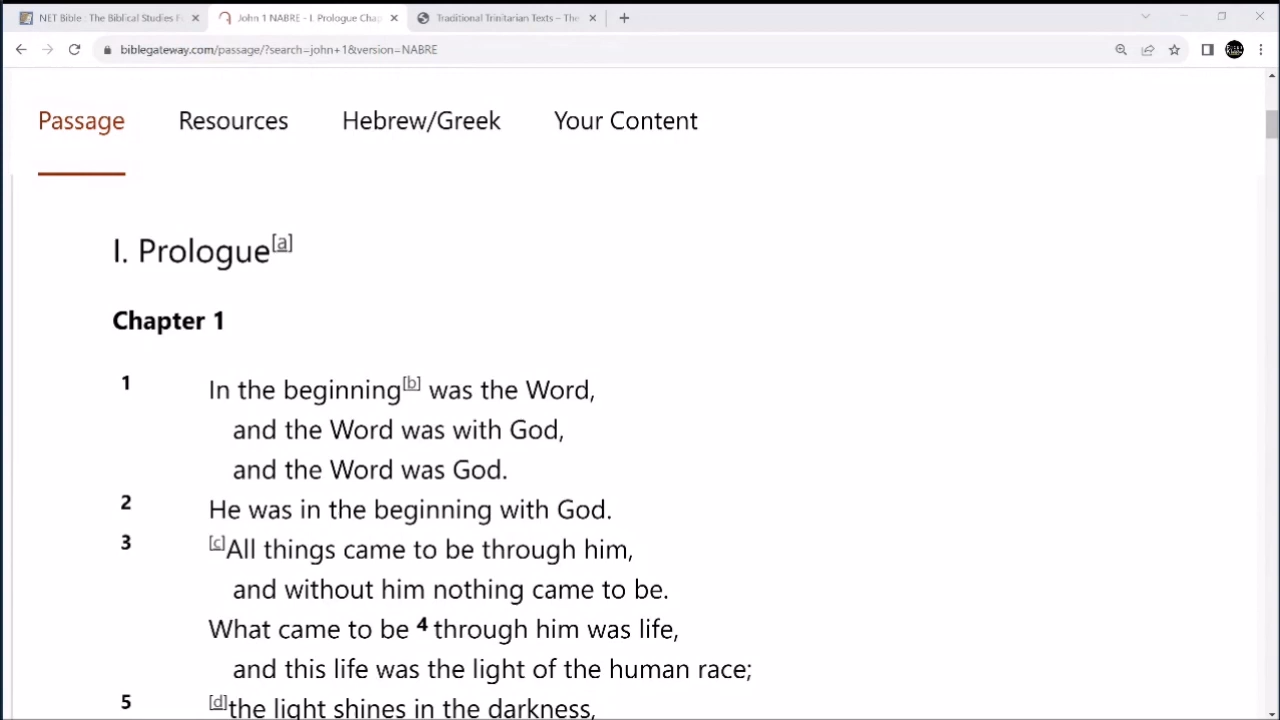 NET Bible : The Biblical Studies F
John 1 NABRE - I. Prologue Chap
Traditional Trinitarian Texts – The
biblegateway.com/passage/?search=john+1&version=NABRE
Passage Resources Hebrew/Greek Your Content
I. Prologue[a]
Chapter 1
1 In the beginning[b] was the Word,
and the Word was with God,
and the Word was God.
2 He was in the beginning with God.
3 [c]All things came to be through him,
and without him nothing came to be.
What came to be 4 through him was life,
and this life was the light of the human race;
5 [d]the light shines in the darkness,